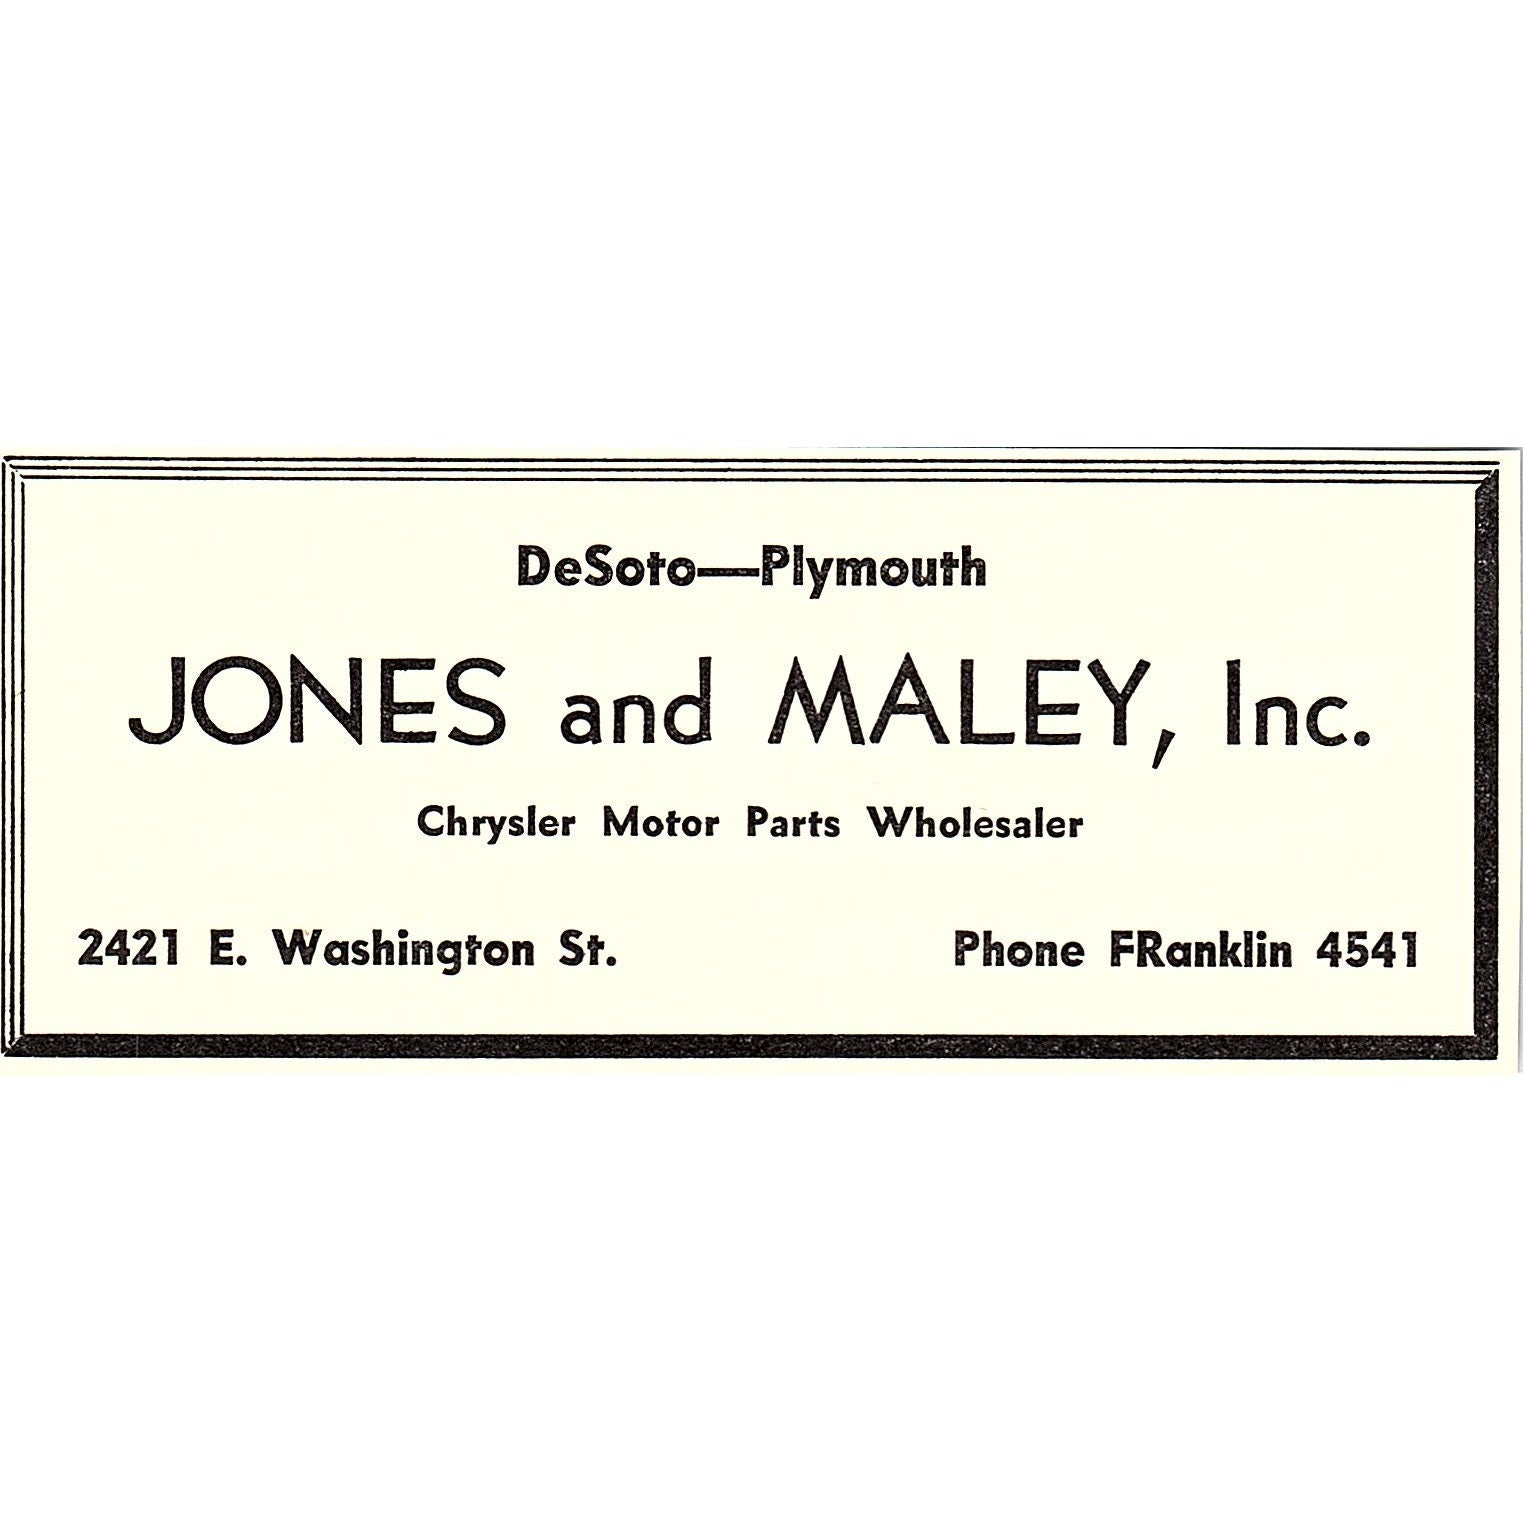 DeSoto—Plymouth
JONES and MALEY, Inc.
Chrysler Motor Parts Wholesaler
2421 E. Washington St. Phone FRanklin 4541